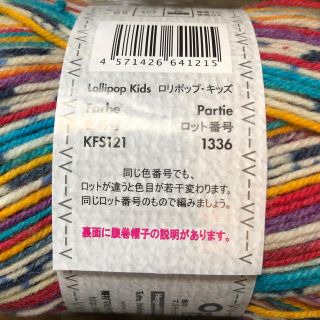 4 571426 641215
Lollipop Kids ロリポップ・キッズ
Farbe Partie
ロット番号
KFS121 1336
同じ色番号でも、
ロットが違うと色目が若干変わります。
同じロット番号のもので編みましょう。
裏面に腹巻帽子の説明があります。